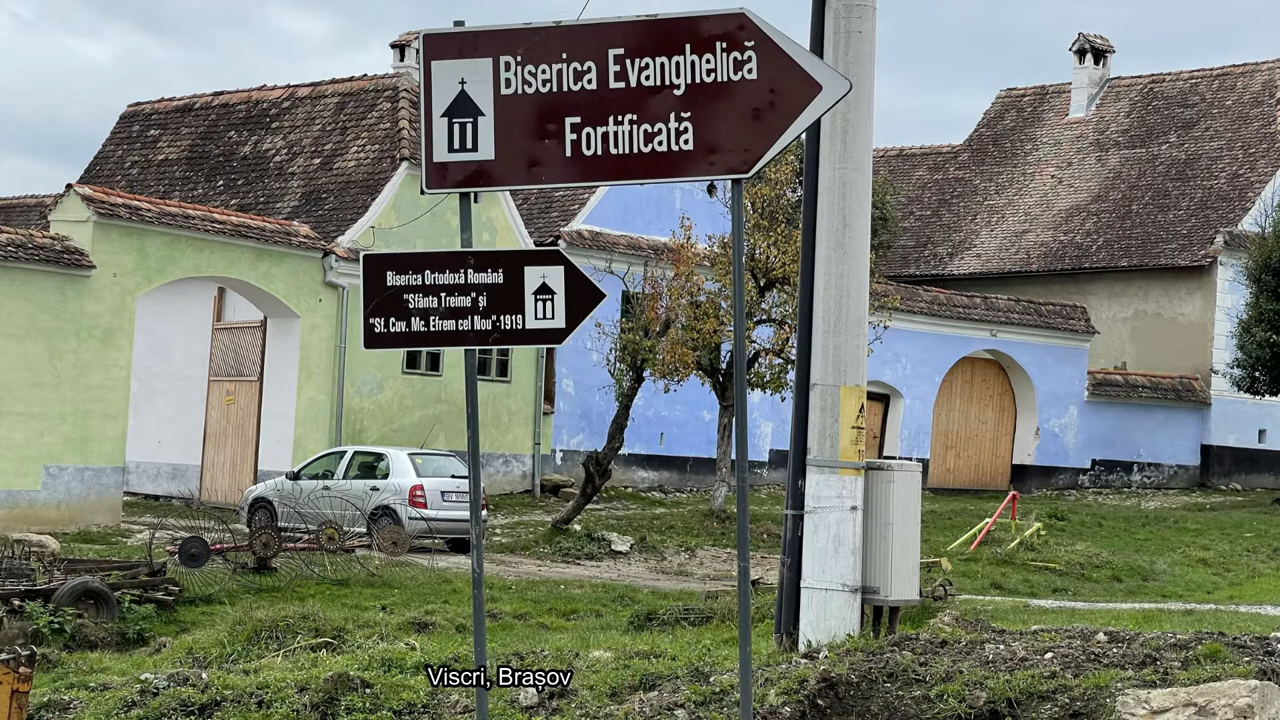 Biserica Evanghelică
Fortificată
Biserica Ortodoxă Română
"Sfânta Treime" și
"Sf. Cuv. Mc. Efrem cel Nou"-1919
Viscri, Brașov